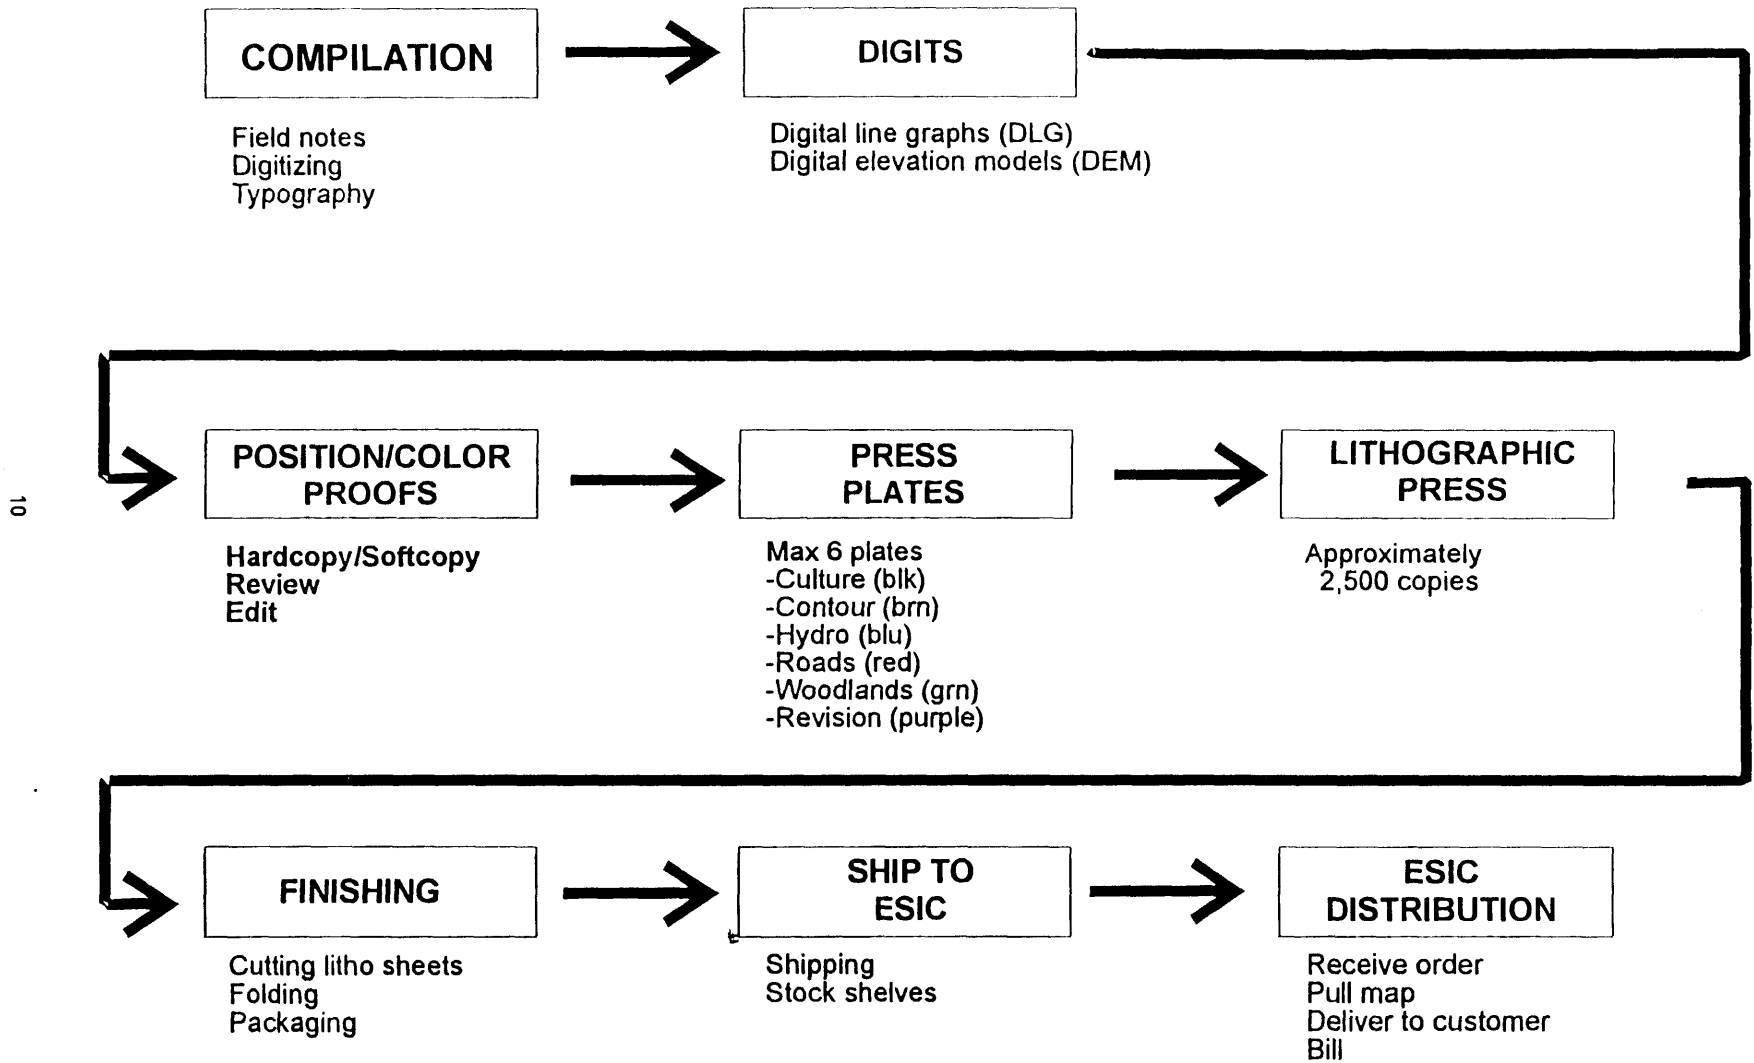 COMPILATION
Field notes
Digitizing
Typography
DIGITS
Digital line graphs (DLG)
Digital elevation models (DEM)
POSITION/COLOR
PROOFS
Hardcopy/Softcopy
Review
Edit
PRESS
PLATES
Max 6 plates
-Culture (blk)
-Contour (brn)
-Hydro (blu)
-Roads (red)
-Woodlands (grn)
-Revision (purple)
LITHOGRAPHIC
PRESS
Approximately
2,500 copies
FINISHING
Cutting litho sheets
Folding
Packaging
SHIP TO
ESIC
Shipping
Stock shelves
ESIC
DISTRIBUTION
Receive order
Pull map
Deliver to customer
Bill
10